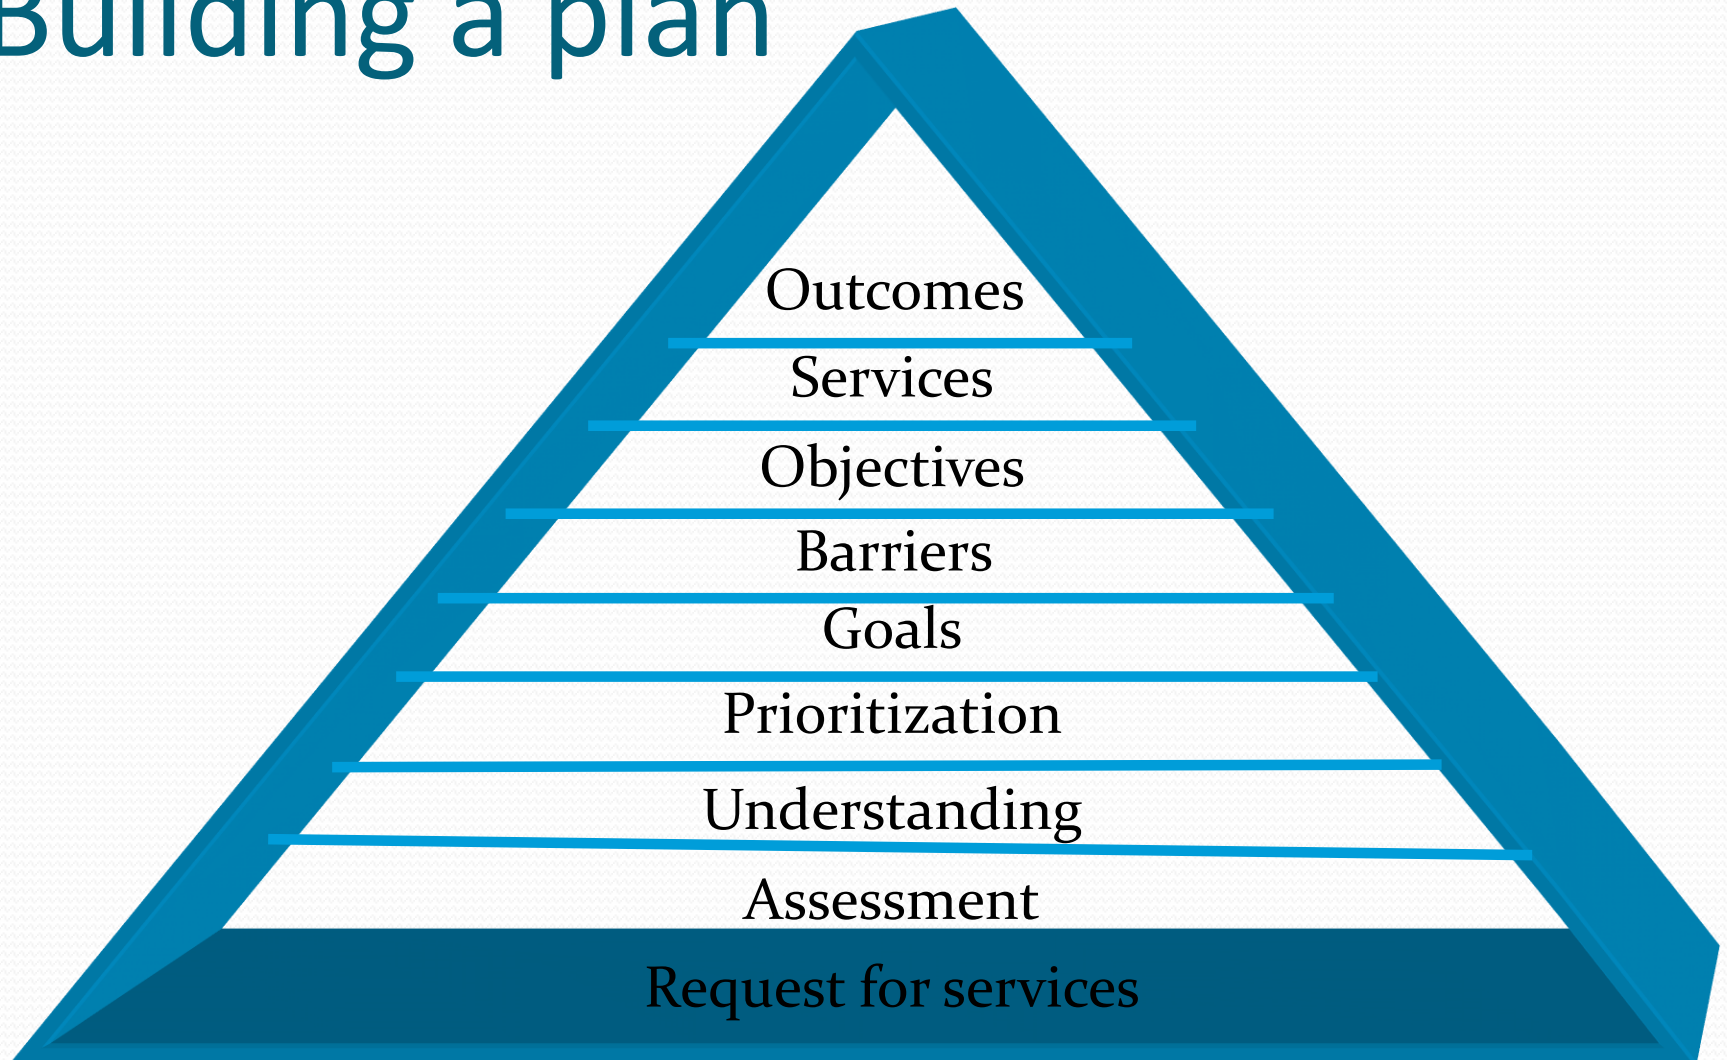 Building a plan
Outcomes
Services
Objectives
Barriers
Goals
Prioritization
Understanding
Assessment
Request for services